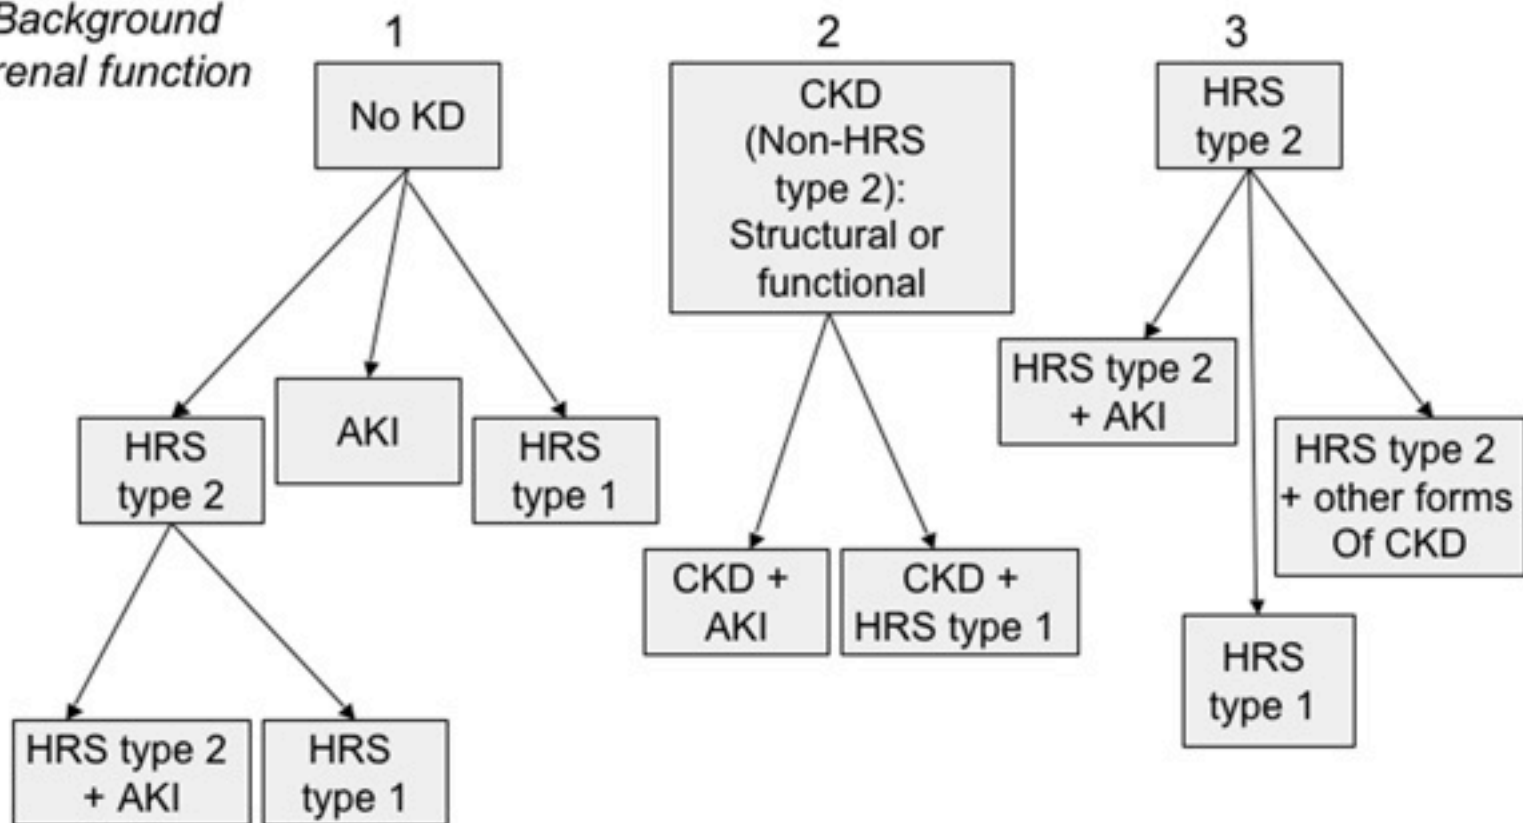 Background
renal function
1
2
3
No KD
CKD
(Non-HRS
type 2):
Structural or
functional
HRS
type 2
HRS
type 2
AKI
HRS
type 1
HRS type 2
+ AKI
HRS
type 1
CKD +
AKI
CKD +
HRS type 1
HRS type 2
+ AKI
HRS type 2
+ other forms
Of CKD
HRS
type 1